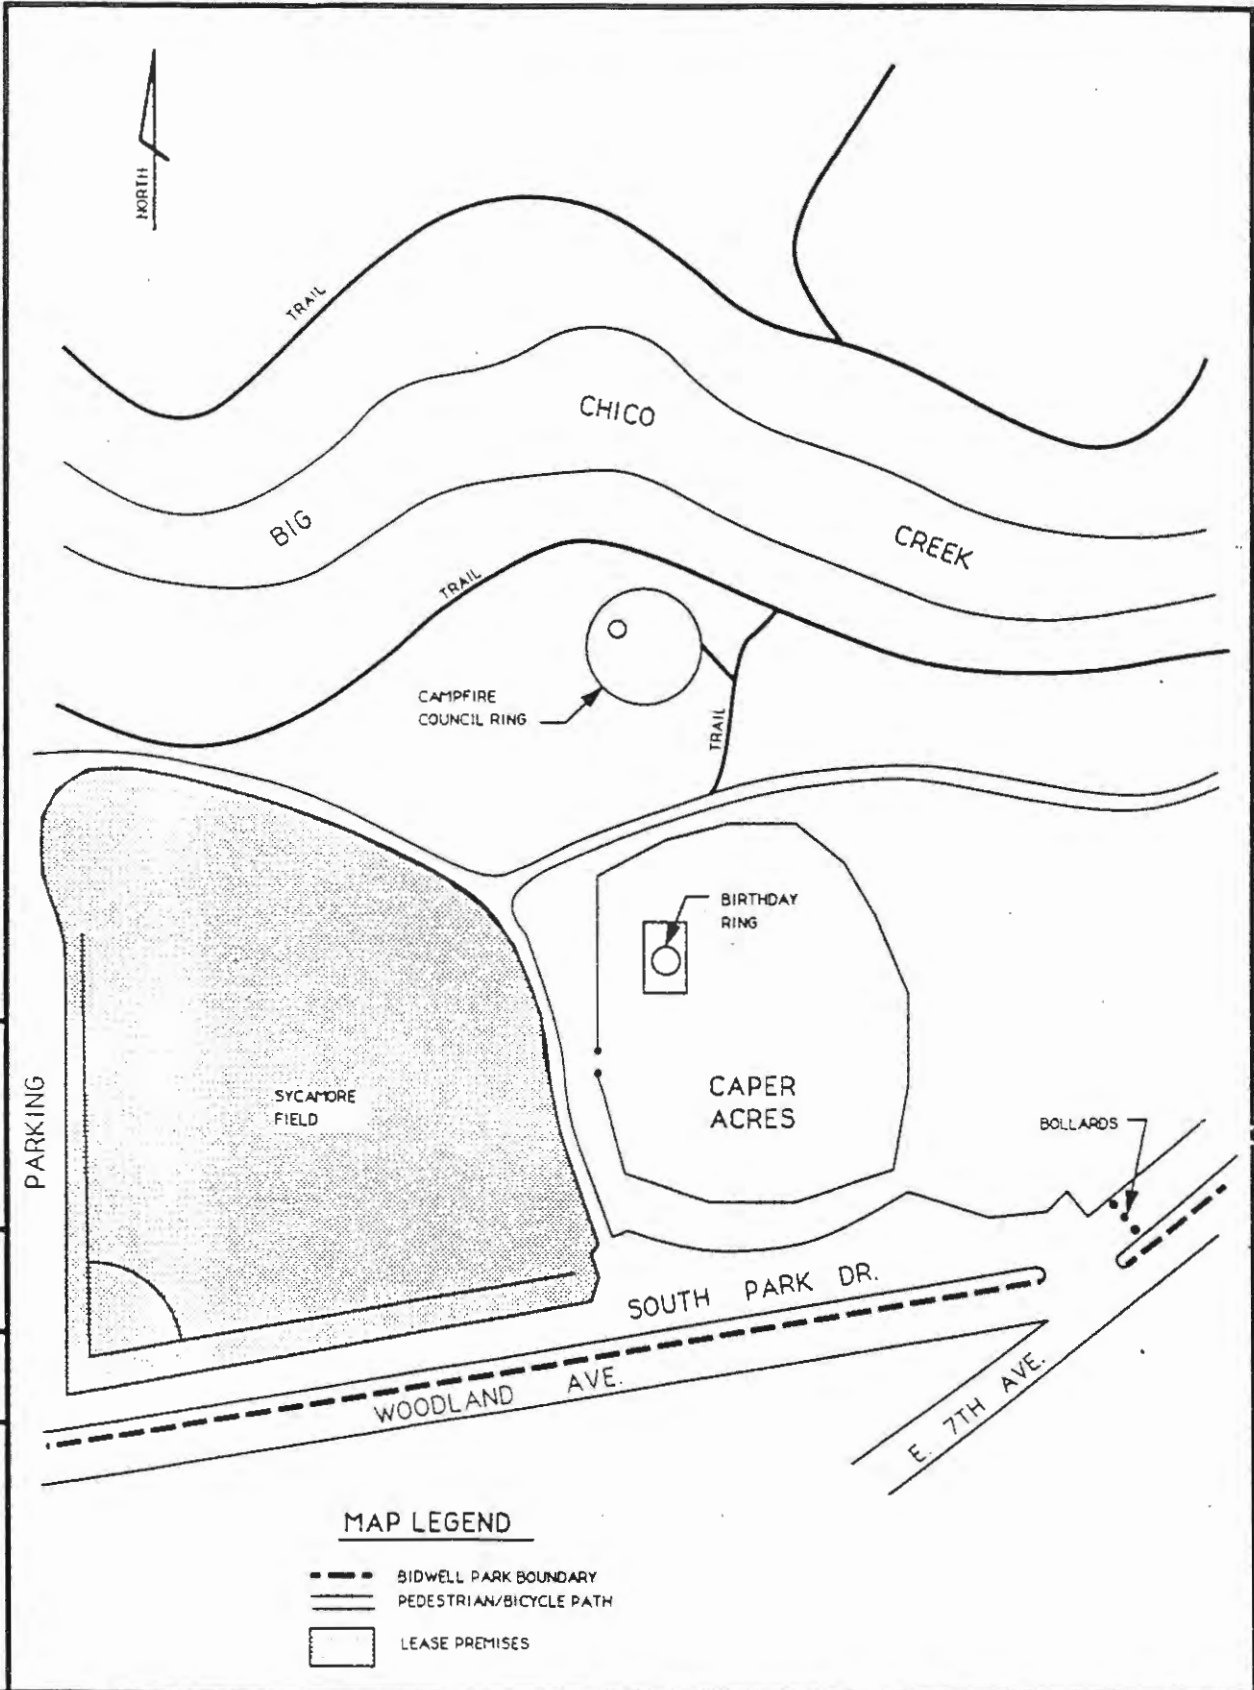 NORTH
TRAIL
CHICO
BIG
CREEK
TRAIL
CAMPFIRE
COUNCIL RING
TRAIL
BIRTHDAY
RING
PARKING
SYCAMORE
FIELD
CAPER
ACRES
BOLLARDS
SOUTH PARK DR.
WOODLAND AVE.
E. 7TH AVE.
MAP LEGEND
BIDWELL PARK BOUNDARY
PEDESTRIAN/BICYCLE PATH
LEASE PREMISES